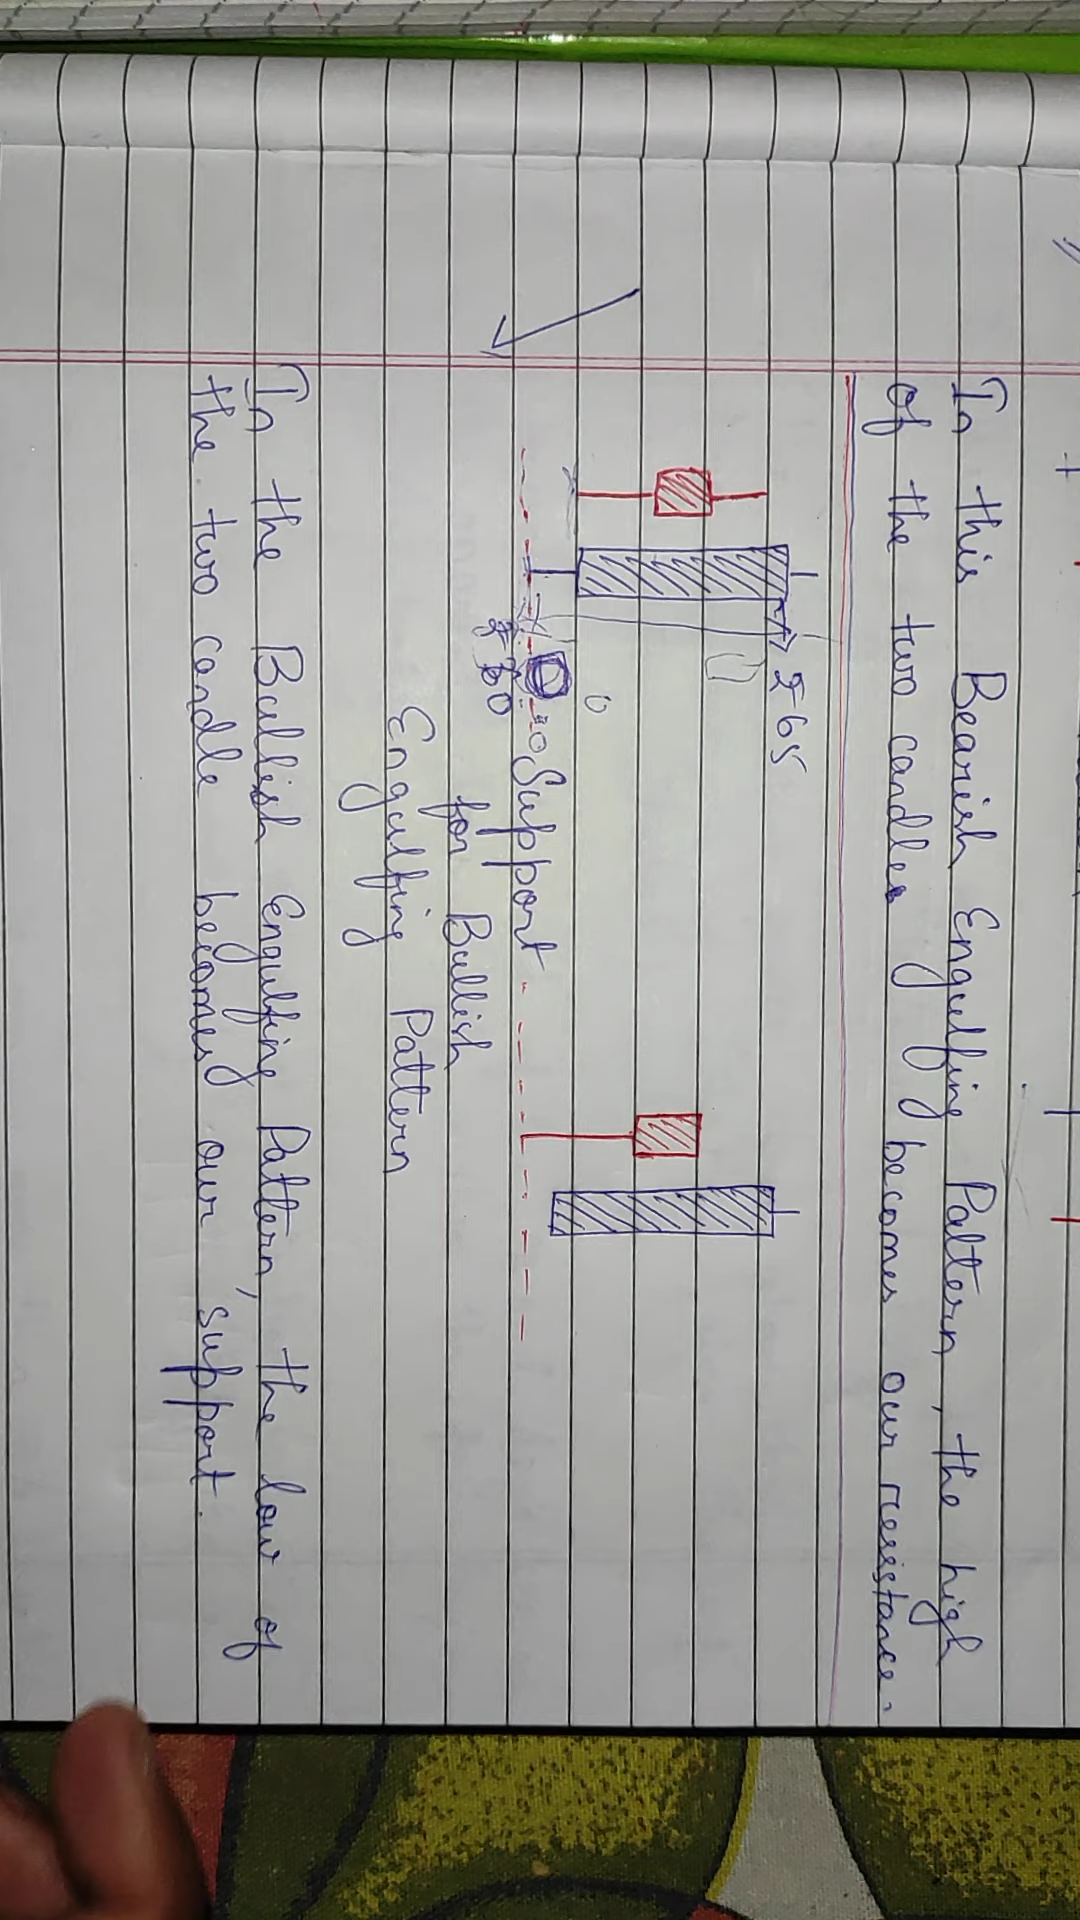 In this Bearish Engulfing Pattern, the high
of the two candles becomes our resistance.
₹65
Support
for Bullish
Engulfing Pattern
In the Bullish Engulfing Pattern, the low of
the two candle becomes our support.